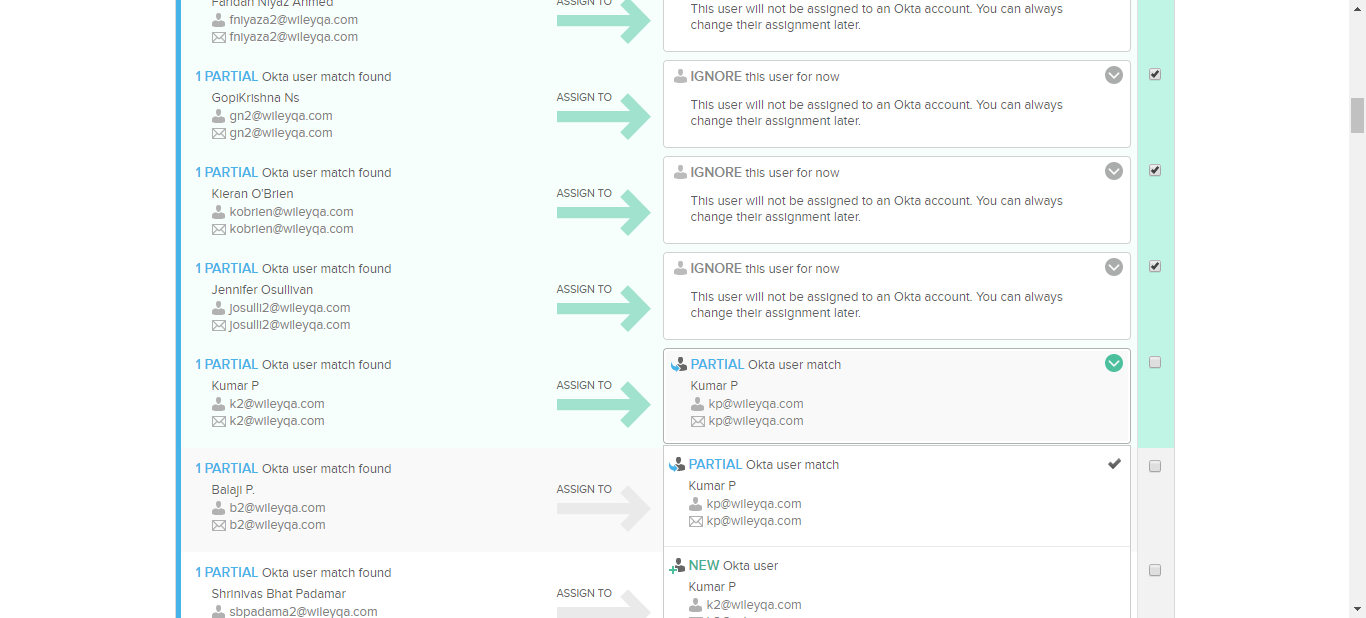 Faridah Niyaz Ahmed
fniyaza2@wileyqa.com
fniyaza2@wileyqa.com
ASSIGN TO
This user will not be assigned to an Okta account. You can always
change their assignment later.
1 PARTIAL Okta user match found
GopiKrishna Ns
gn2@wileyqa.com
gn2@wileyqa.com
ASSIGN TO
IGNORE this user for now
This user will not be assigned to an Okta account. You can always
change their assignment later.
1 PARTIAL Okta user match found
Kieran O'Brien
kobrien@wileyqa.com
kobrien@wileyqa.com
ASSIGN TO
IGNORE this user for now
This user will not be assigned to an Okta account. You can always
change their assignment later.
1 PARTIAL Okta user match found
Jennifer Osullivan
josulli2@wileyqa.com
josulli2@wileyqa.com
ASSIGN TO
IGNORE this user for now
This user will not be assigned to an Okta account. You can always
change their assignment later.
1 PARTIAL Okta user match found
Kumar P
k2@wileyqa.com
k2@wileyqa.com
ASSIGN TO
PARTIAL Okta user match
Kumar P
kp@wileyqa.com
kp@wileyqa.com
1 PARTIAL Okta user match found
Balaji P.
b2@wileyqa.com
b2@wileyqa.com
ASSIGN TO
PARTIAL Okta user match
Kumar P
kp@wileyqa.com
kp@wileyqa.com
1 PARTIAL Okta user match found
Shrinivas Bhat Padamar
sbpadama2@wileyqa.com
ASSIGN TO
NEW Okta user
Kumar P
k2@wileyqa.com